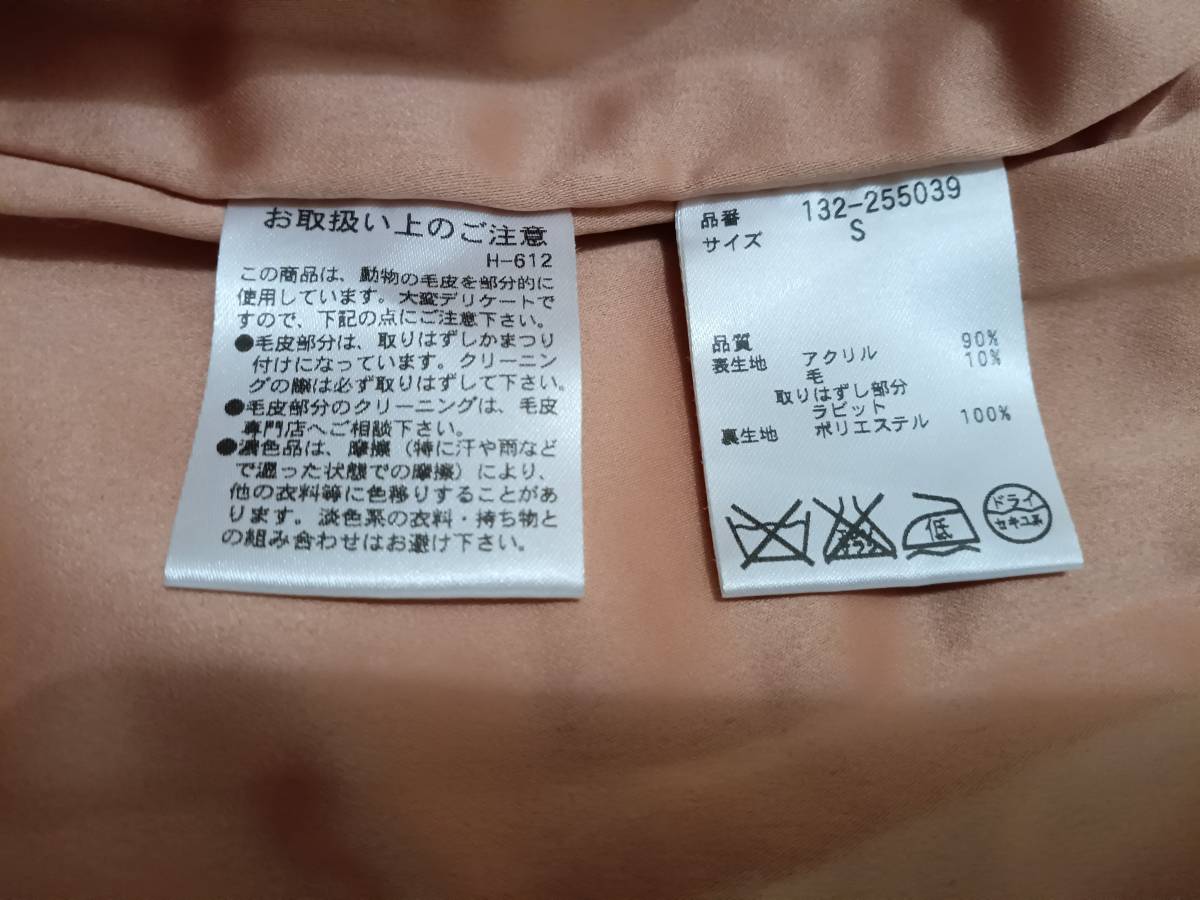 お取扱い上のご注意
H-612
この商品は、動物の毛皮を部分的に
使用しています。大変デリケートで
すので、下記の点にご注意下さい。
●毛皮部分は、取りはずしかまつり
付けになっています。クリーニン
グの際は必ず取りはずして下さい。
●毛皮部分のクリーニングは、毛皮
専門店へご相談下さい。
●濃色品は、摩擦（特に汗や雨など
で湿った状態での摩擦）により、
他の衣料等に色移りすることがあ
ります。淡色系の衣料・持ち物と
の組み合わせはお避け下さい。
品番 132-255039
サイズ S
品質
表生地 アクリル 90%
毛 10%
取りはずし部分
ラビット
裏生地 ポリエステル 100%
エンソ
サラシ
低
ドライ
セキユ系